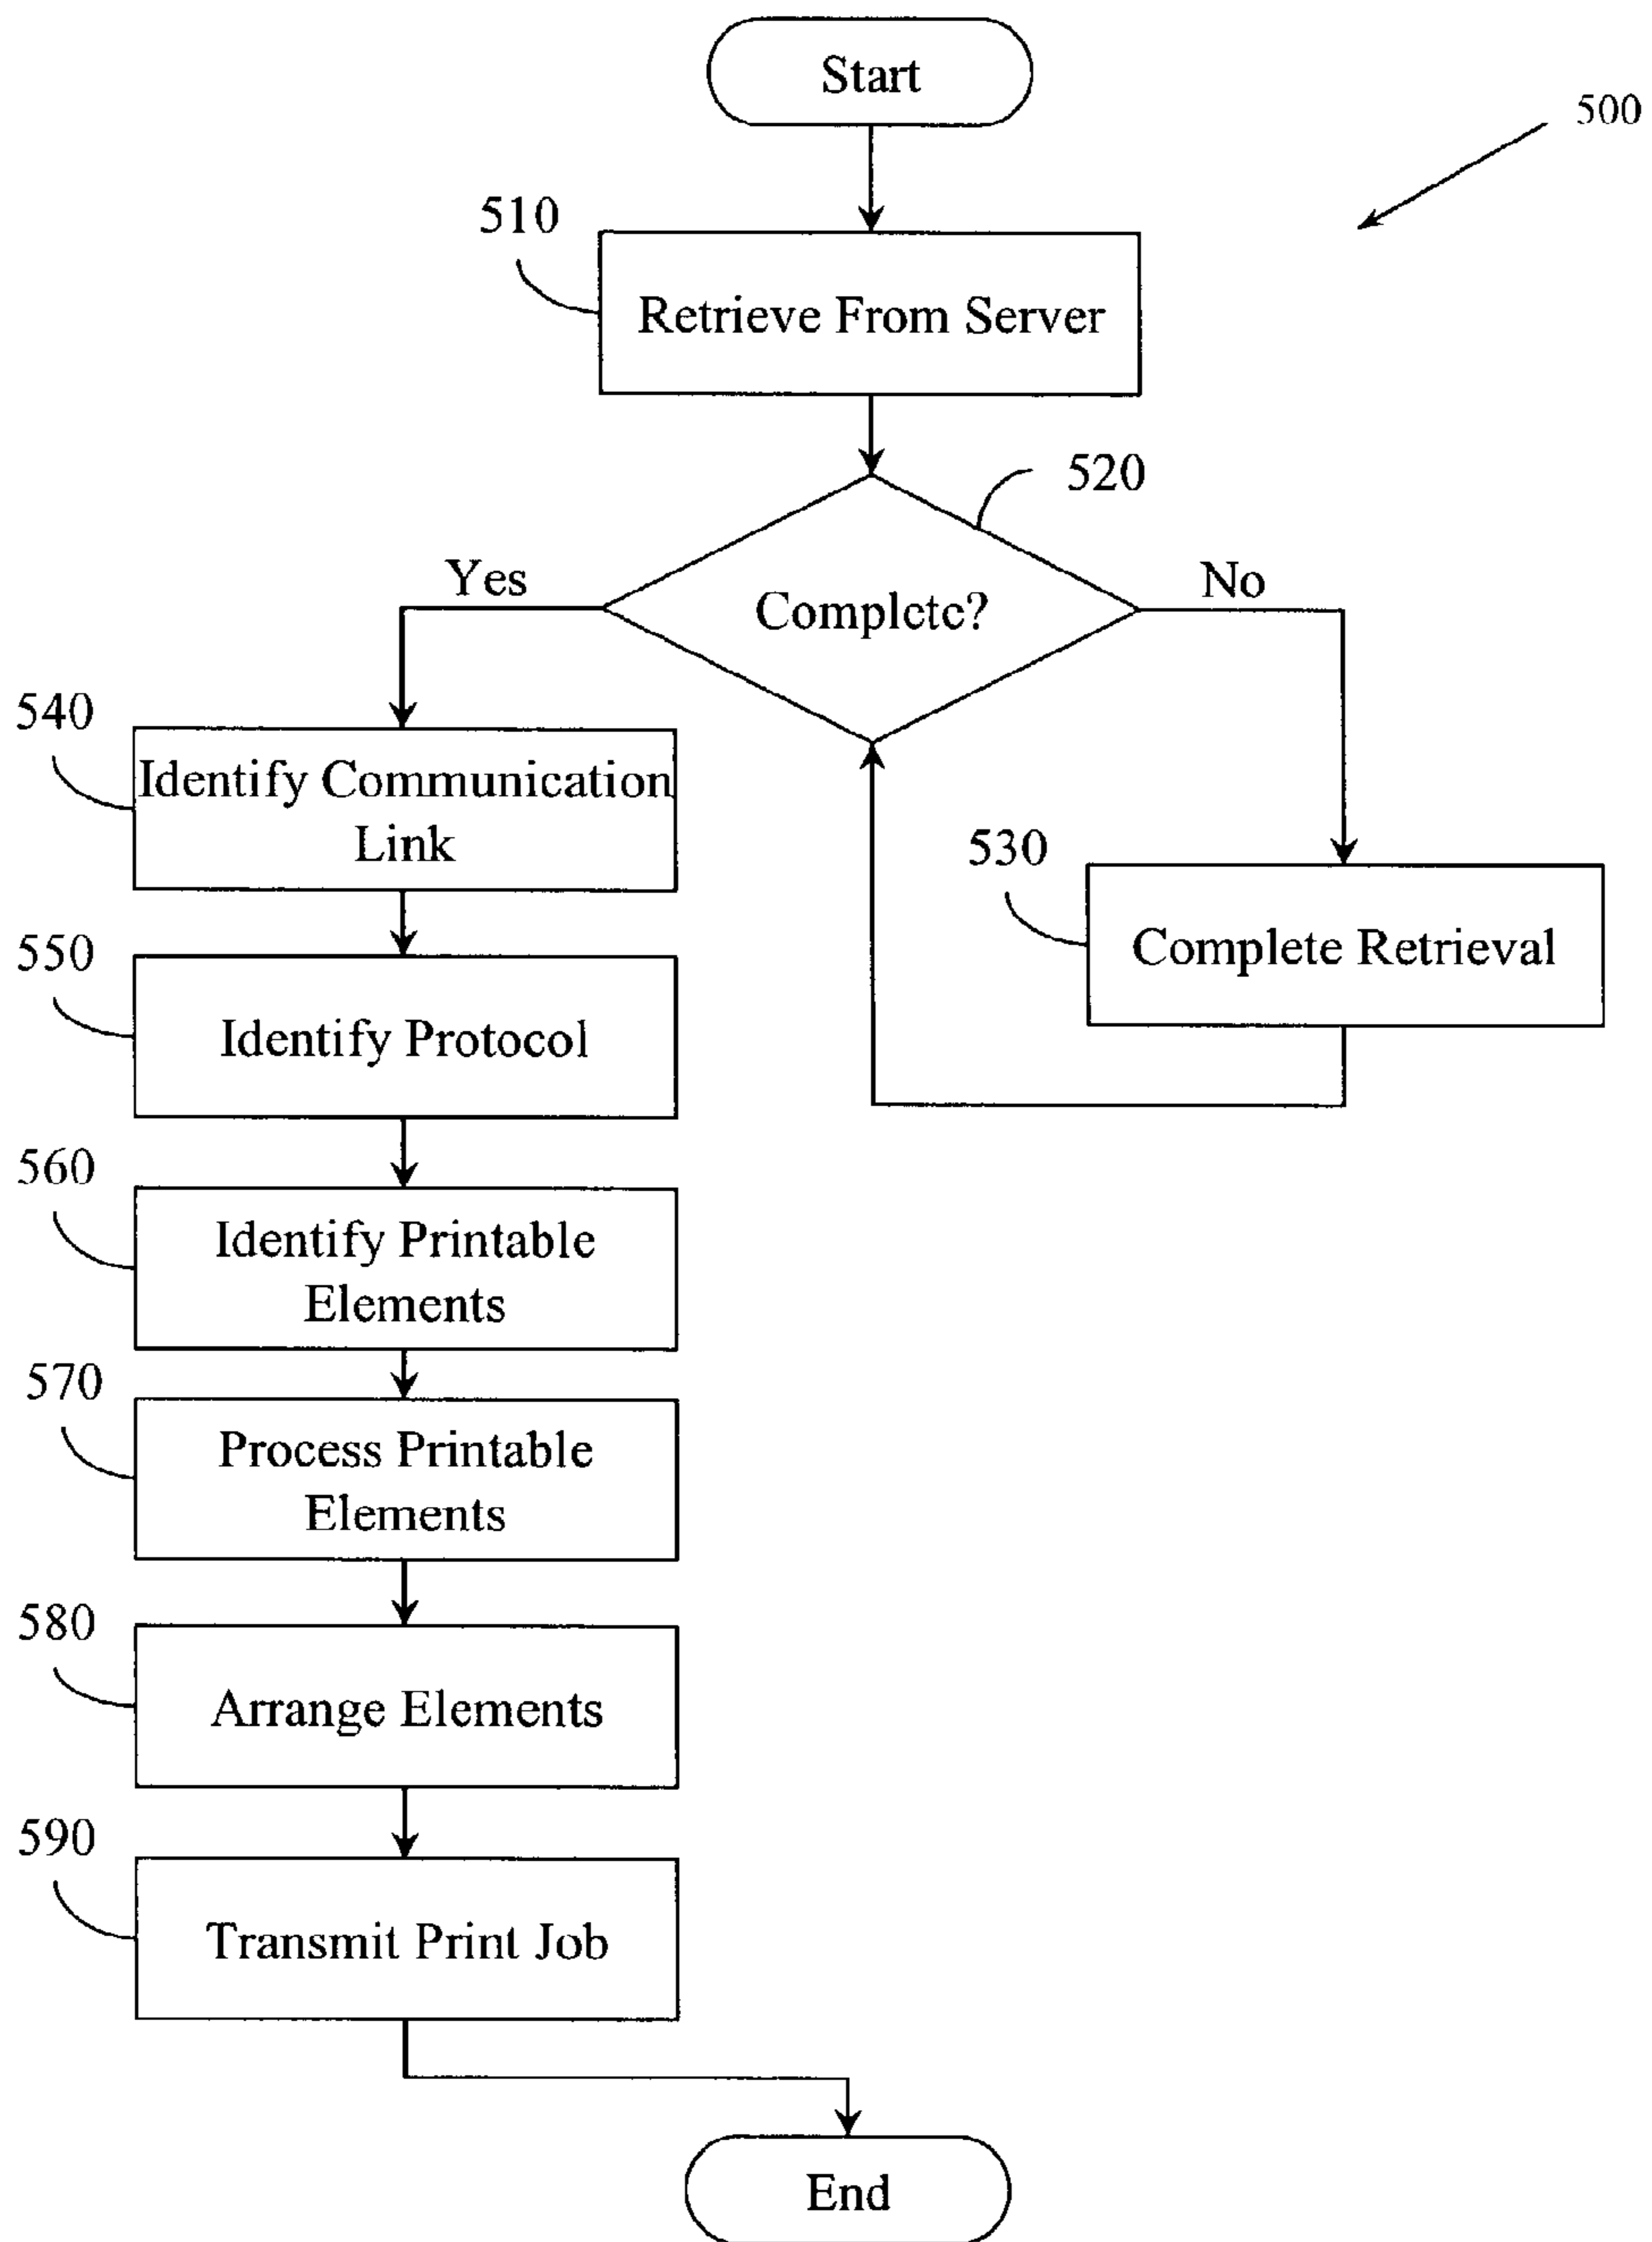 Start
500
510
Retrieve From Server
520
Yes
No
Complete?
540
Identify Communication
Link
530
Complete Retrieval
550
Identify Protocol
560
Identify Printable
Elements
570
Process Printable
Elements
580
Arrange Elements
590
Transmit Print Job
End